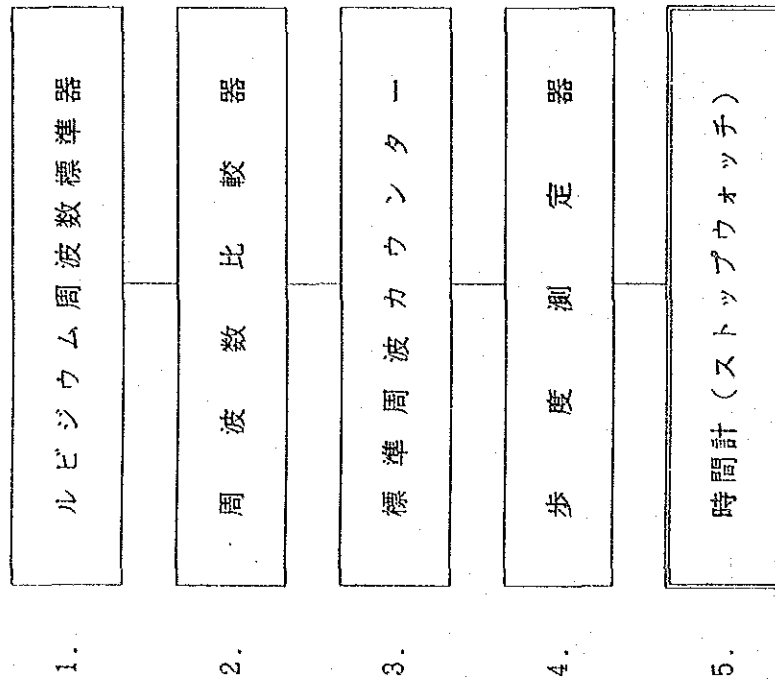 1. ルビジウム周波数標準器
2. 周波数比較器
3. 標準周波カウンター
4. 歩度測定器
5. 時間計(ストップウォッチ)